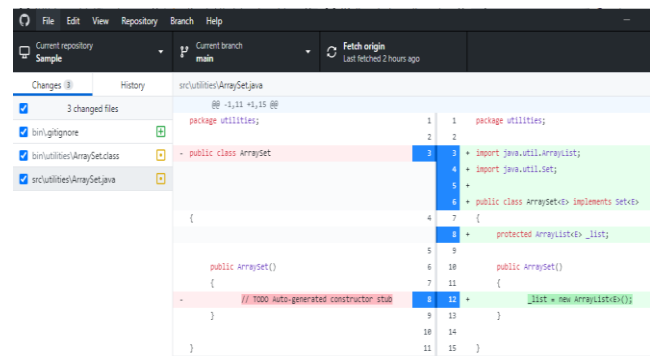 File Edit View Repository Branch Help
Current repository
Sample
Current branch
main
Fetch origin
Last fetched 2 hours ago
Changes 3 History
3 changed files
bin\.gitignore
bin\utilities\ArraySet.class
src\utilities\ArraySet.java
src\utilities\ArraySet.java
@@ -1,11 +1,15 @@
package utilities; 1 1 package utilities;
2 2
- public class ArraySet 3 3 + import java.util.ArrayList;
4 + import java.util.Set;
5 +
6 + public class ArraySet<E> implements Set<E>
{ 4 7 {
8 + protected ArrayList<E> _list;
5 9
public ArraySet() 6 10 public ArraySet()
{ 7 11 {
- // TODO Auto-generated constructor stub 8 12 + _list = new ArrayList<E>();
} 9 13 }
10 14
} 11 15 }